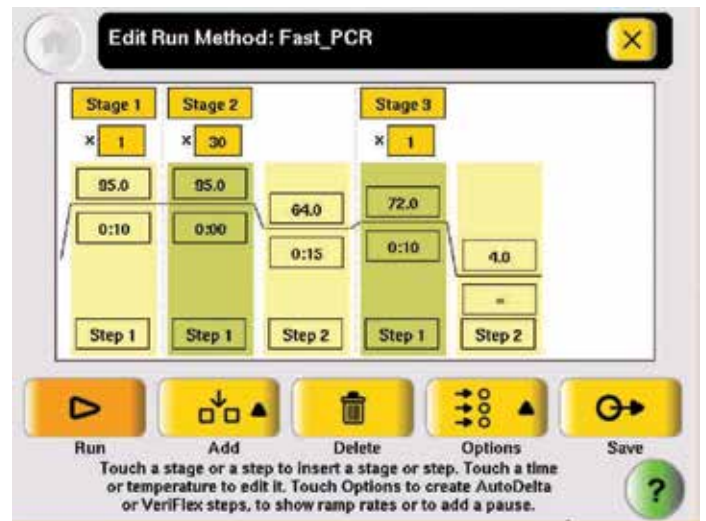 Edit Run Method: Fast_PCR
Stage 1 Stage 2 Stage 3
× 1 × 30 × 1
95.0 95.0 64.0 72.0
0:10 0:00 0:15 0:10 4.0
∞
Step 1 Step 1 Step 2 Step 1 Step 2
Run Add Delete Options Save
Touch a stage or a step to insert a stage or step. Touch a time
or temperature to edit it. Touch Options to create AutoDelta
or VeriFlex steps, to show ramp rates or to add a pause.
?